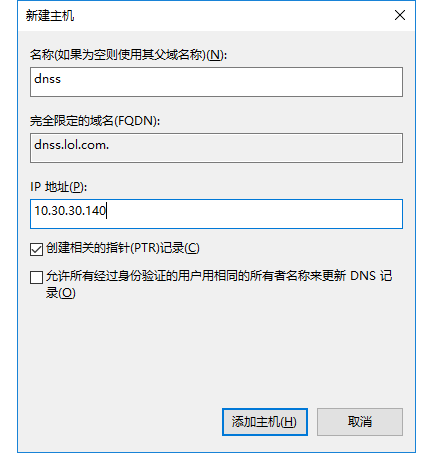 新建主机
名称(如果为空则使用其父域名称)(N):
dnss
完全限定的域名(FQDN):
dnss.lol.com.
IP 地址(P):
10.30.30.140
创建相关的指针(PTR)记录(C)
允许所有经过身份验证的用户用相同的所有者名称来更新 DNS 记
录(O)
添加主机(H)
取消